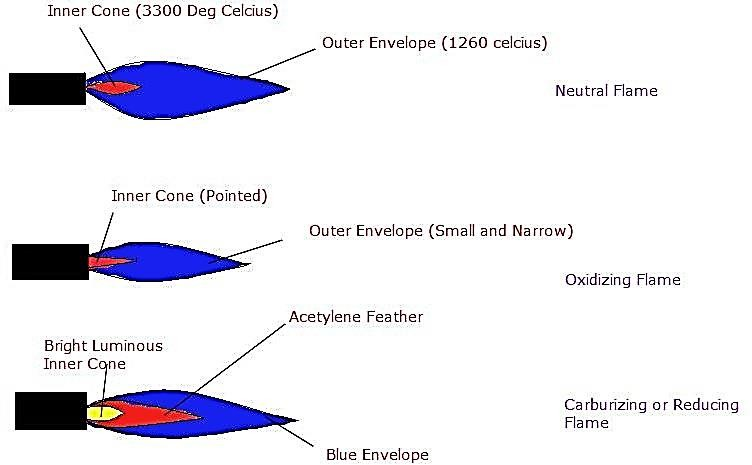 Inner Cone (3300 Deg Celcius)
Outer Envelope (1260 celcius)
Neutral Flame
Inner Cone (Pointed)
Outer Envelope (Small and Narrow)
Oxidizing Flame
Acetylene Feather
Bright Luminous
Inner Cone
Carburizing or Reducing
Flame
Blue Envelope